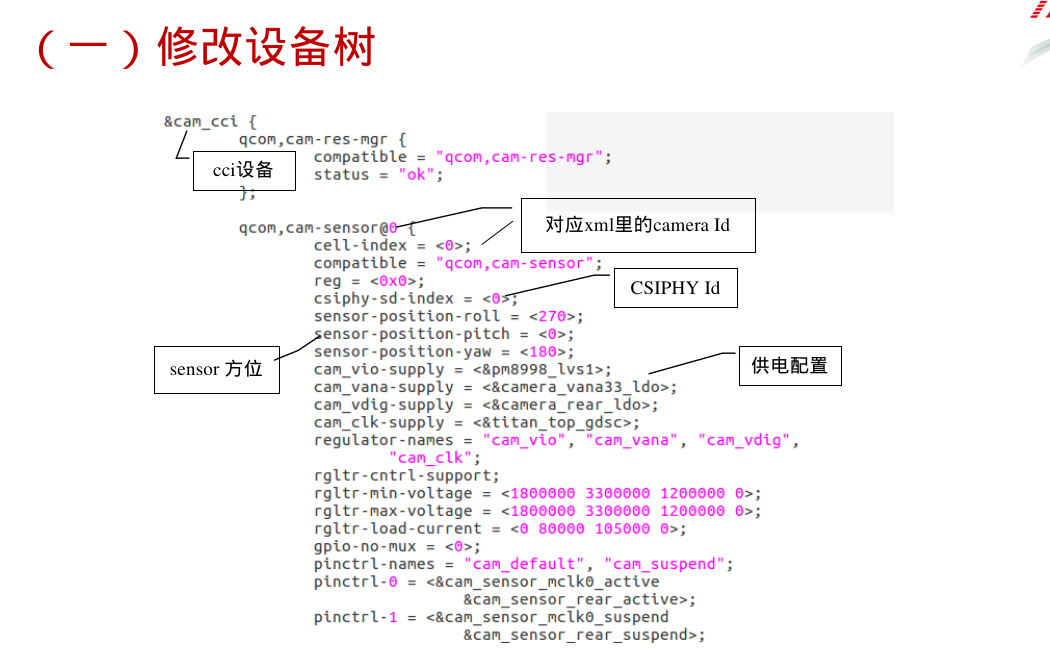 （一）修改设备树
&cam_cci {
qcom,cam-res-mgr {
cci设备
compatible = "qcom,cam-res-mgr";
status = "ok";
};
qcom,cam-sensor@0 {
对应xml里的camera Id
cell-index = <0>;
compatible = "qcom,cam-sensor";
reg = <0x0>;
CSIPHY Id
csiphy-sd-index = <0>;
sensor-position-roll = <270>;
sensor-position-pitch = <0>;
sensor-position-yaw = <180>;
sensor 方位
供电配置
cam_vio-supply = <&pm8998_lvs1>;
cam_vana-supply = <&camera_vana33_ldo>;
cam_vdig-supply = <&camera_rear_ldo>;
cam_clk-supply = <&titan_top_gdsc>;
regulator-names = "cam_vio", "cam_vana", "cam_vdig",
"cam_clk";
rgltr-cntrl-support;
rgltr-min-voltage = <1800000 3300000 1200000 0>;
rgltr-max-voltage = <1800000 3300000 1200000 0>;
rgltr-load-current = <0 80000 105000 0>;
gpio-no-mux = <0>;
pinctrl-names = "cam_default", "cam_suspend";
pinctrl-0 = <&cam_sensor_mclk0_active
&cam_sensor_rear_active>;
pinctrl-1 = <&cam_sensor_mclk0_suspend
&cam_sensor_rear_suspend>;